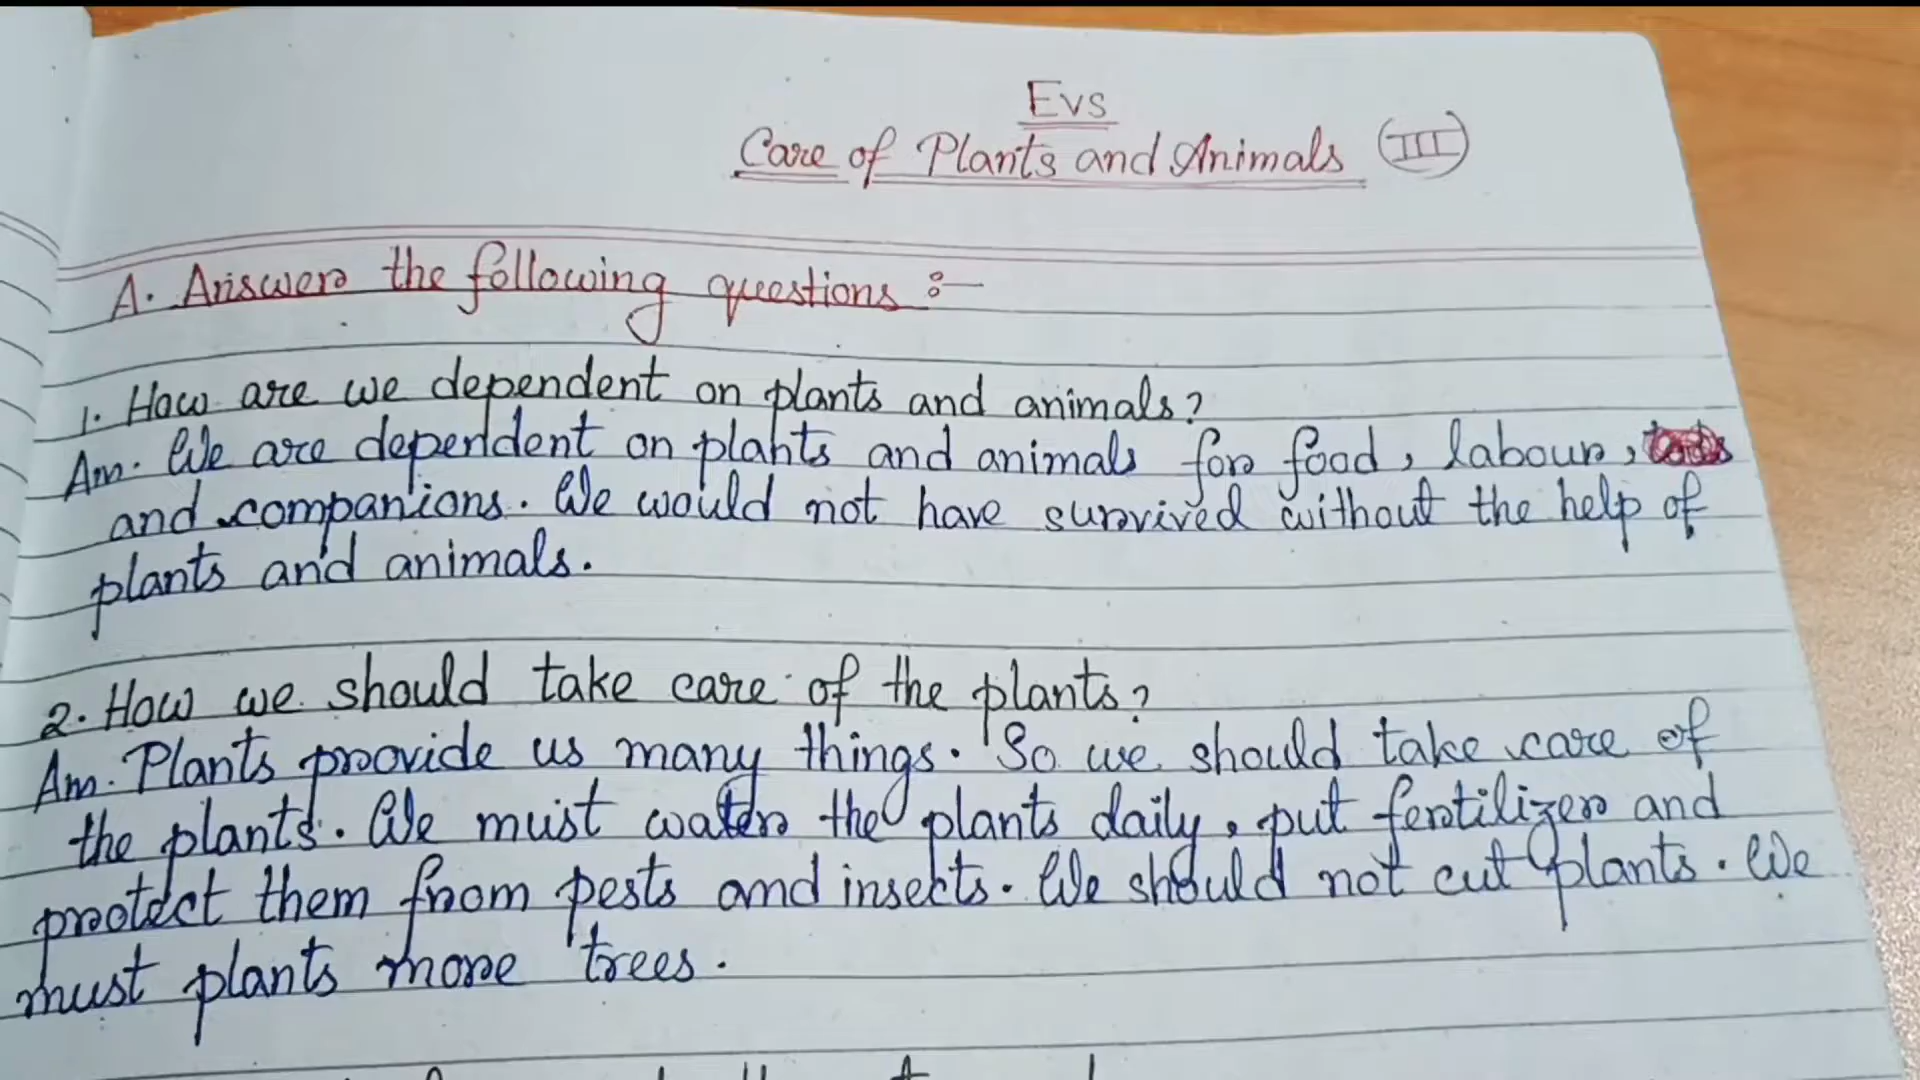 Evs
Care of Plants and Animals III
A. Answer the following questions :-
1. How are we dependent on plants and animals?
Ans. We are dependent on plants and animals for food, labour,
and companions. We would not have survived without the help of
plants and animals.
2. How we should take care of the plants?
Ans. Plants provide us many things. So we should take care of
the plants. We must water the plants daily, put fertilizer and
protect them from pests and insects. We should not cut plants. We
must plants more trees.